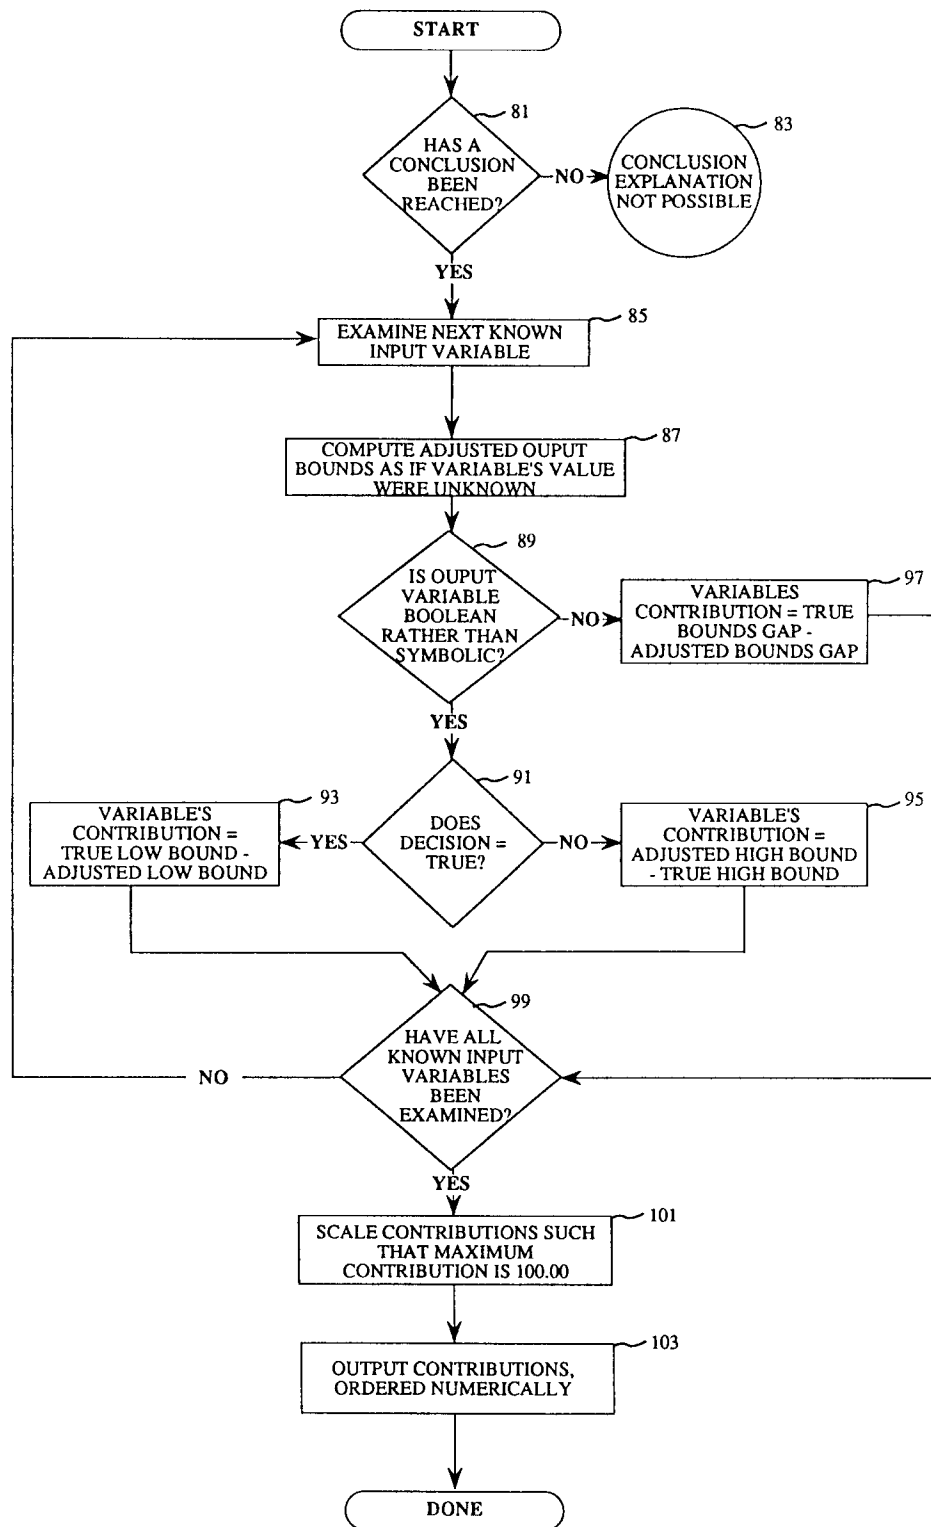 START
81
HAS A
CONCLUSION
BEEN
REACHED?
NO
83
CONCLUSION
EXPLANATION
NOT POSSIBLE
YES
85
EXAMINE NEXT KNOWN
INPUT VARIABLE
87
COMPUTE ADJUSTED OUPUT
BOUNDS AS IF VARIABLE'S VALUE
WERE UNKNOWN
89
IS OUPUT
VARIABLE
BOOLEAN
RATHER THAN
SYMBOLIC?
NO
97
VARIABLES
CONTRIBUTION = TRUE
BOUNDS GAP -
ADJUSTED BOUNDS GAP
YES
91
DOES
DECISION =
TRUE?
YES
93
VARIABLE'S
CONTRIBUTION =
TRUE LOW BOUND -
ADJUSTED LOW BOUND
NO
95
VARIABLE'S
CONTRIBUTION =
ADJUSTED HIGH BOUND
- TRUE HIGH BOUND
99
HAVE ALL
KNOWN INPUT
VARIABLES
BEEN
EXAMINED?
NO
YES
101
SCALE CONTRIBUTIONS SUCH
THAT MAXIMUM
CONTRIBUTION IS 100.00
103
OUTPUT CONTRIBUTIONS,
ORDERED NUMERICALLY
DONE